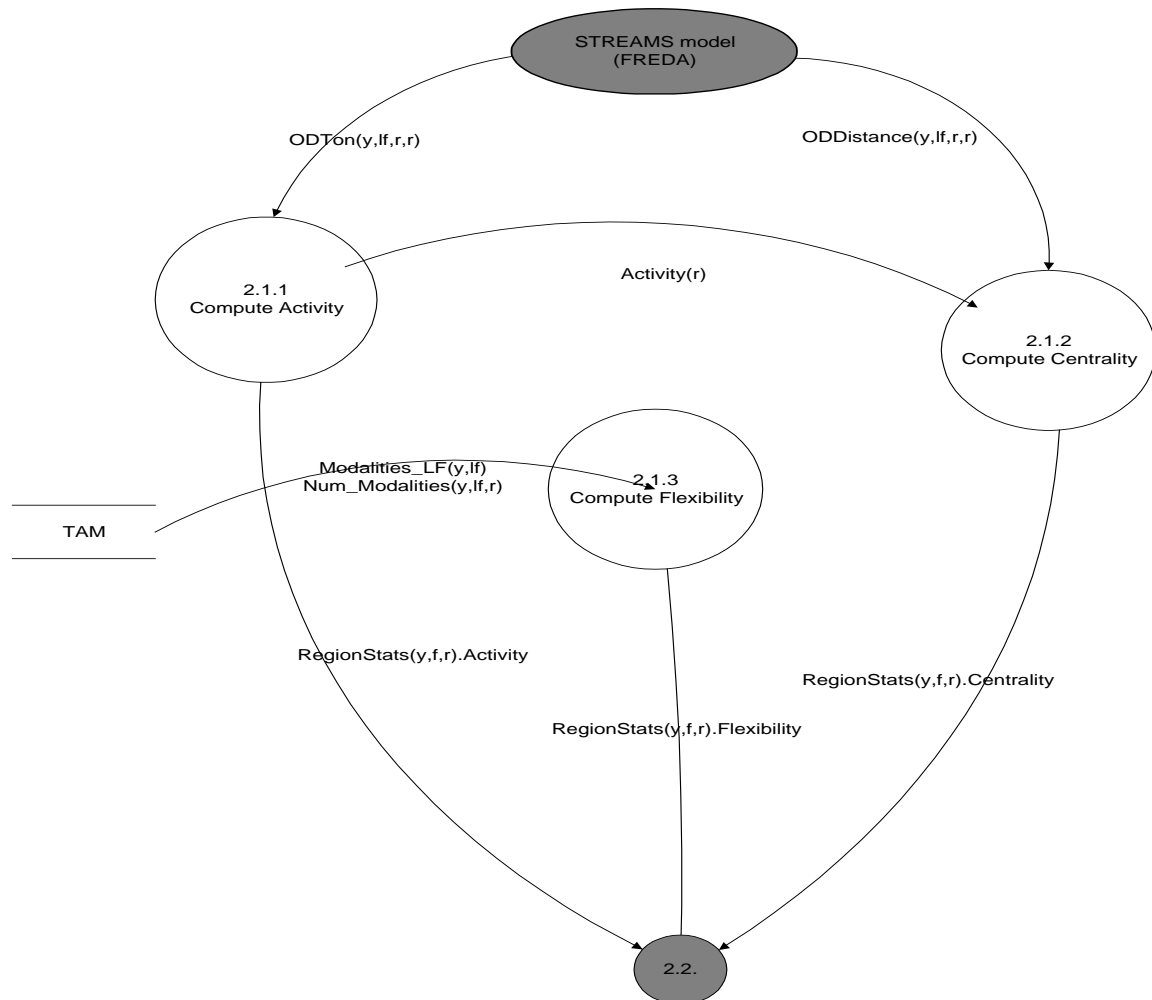 STREAMS model
(FREDA)
ODTon(y,lf,r,r)
ODDistance(y,lf,r,r)
Activity(r)
2.1.1
Compute Activity
2.1.2
Compute Centrality
Modalities_LF(y,lf)
Num_Modalities(y,lf,r)
2.1.3
Compute Flexibility
TAM
RegionStats(y,f,r).Activity
RegionStats(y,f,r).Centrality
RegionStats(y,f,r).Flexibility
2.2.